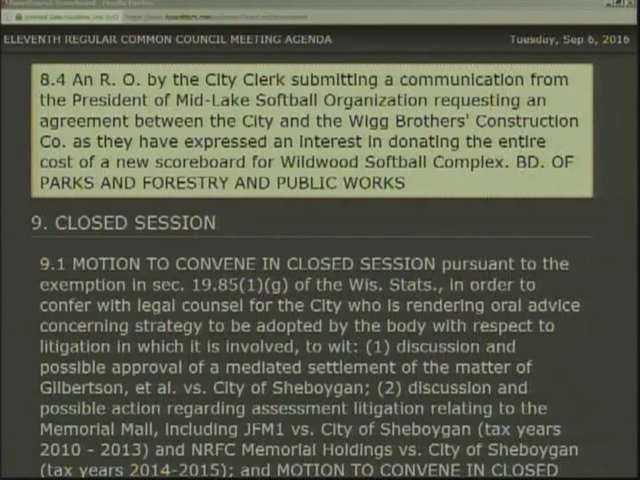 ELEVENTH REGULAR COMMON COUNCIL MEETING AGENDA
Tuesday, Sep 6, 2016
8.4 An R. O. by the City Clerk submitting a communication from
the President of Mid-Lake Softball Organization requesting an
agreement between the City and the Wigg Brothers' Construction
Co. as they have expressed an interest in donating the entire
cost of a new scoreboard for Wildwood Softball Complex. BD. OF
PARKS AND FORESTRY AND PUBLIC WORKS
9. CLOSED SESSION
9.1 MOTION TO CONVENE IN CLOSED SESSION pursuant to the
exemption in sec. 19.85(1)(g) of the Wis. Stats., in order to
confer with legal counsel for the City who is rendering oral advice
concerning strategy to be adopted by the body with respect to
litigation in which it is involved, to wit: (1) discussion and
possible approval of a mediated settlement of the matter of
Gilbertson, et al. vs. City of Sheboygan; (2) discussion and
possible action regarding assessment litigation relating to the
Memorial Mall, including JFM1 vs. City of Sheboygan (tax years
2010 - 2013) and NRFC Memorial Holdings vs. City of Sheboygan
(tax years 2014-2015); and MOTION TO CONVENE IN CLOSED